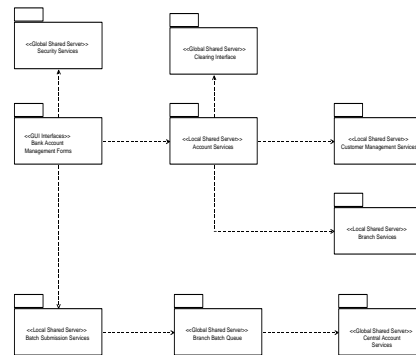 <<Global Shared Server>>
Security Services
<<Global Shared Server>>
Clearing Interface
<<GUI Interfaces>>
Bank Account
Management Forms
<<Local Shared Server>>
Account Services
<<Local Shared Server>>
Customer Management Services
<<Local Shared Server>>
Branch Services
<<Local Shared Server>>
Batch Submission Services
<<Global Shared Server>>
Branch Batch Queue
<<Global Shared Server>>
Central Account
Services